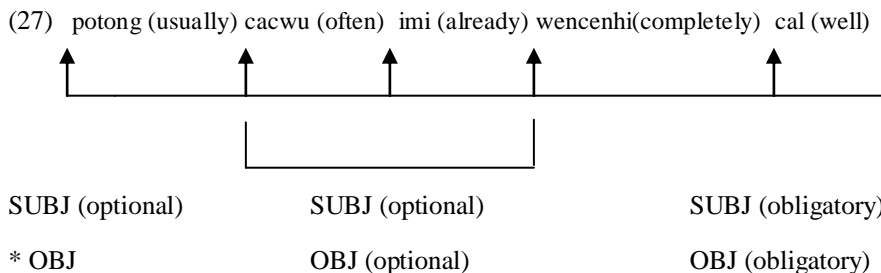 (27) potong (usually) cacwu (often) imi (already) wencenhi(completely) cal (well)
SUBJ (optional) SUBJ (optional) SUBJ (obligatory)
* OBJ OBJ (optional) OBJ (obligatory)